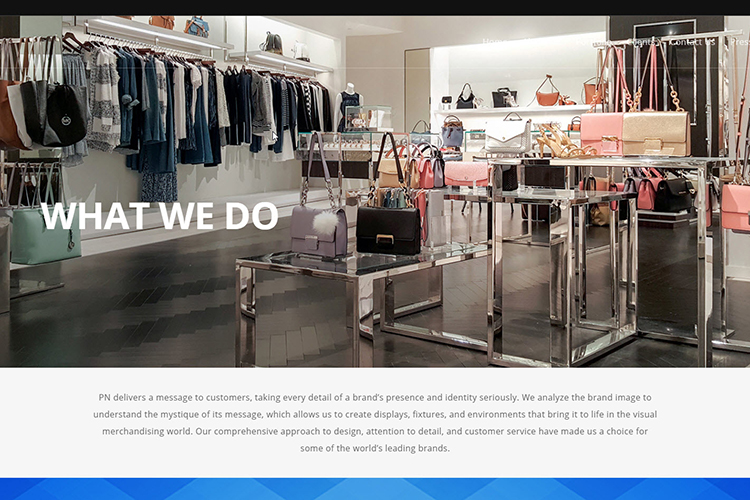 Contact Us
WHAT WE DO
PN delivers a message to customers, taking every detail of a brand's presence and identity seriously. We analyze the brand image to
understand the mystique of its message, which allows us to create displays, fixtures, and environments that bring it to life in the visual
merchandising world. Our comprehensive approach to design, attention to detail, and customer service have made us a choice for
some of the world's leading brands.